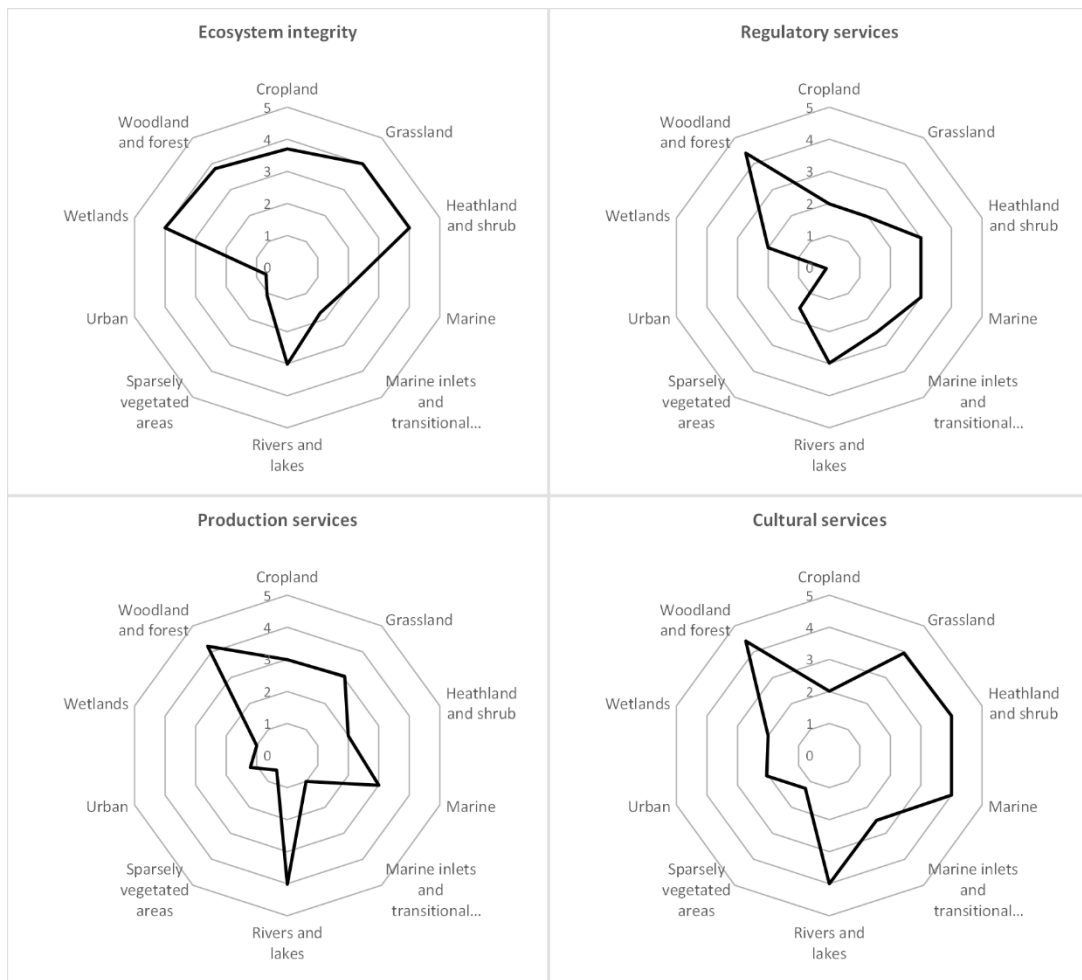 Ecosystem integrity
Cropland
5
Woodland
and forest
4
Grassland
3
2
Wetlands
1
Heathland
and shrub
0
Urban
Marine
Sparsely
vegetated
areas
Marine inlets
and
transitional...
Rivers and
lakes
Regulatory services
Cropland
5
Woodland
and forest
4
Grassland
3
2
Wetlands
1
Heathland
and shrub
0
Urban
Marine
Sparsely
vegetated
areas
Marine inlets
and
transitional...
Rivers and
lakes
Production services
Cropland
5
Woodland
and forest
4
Grassland
3
2
Wetlands
1
Heathland
and shrub
0
Urban
Marine
Sparsely
vegetated
areas
Marine inlets
and
transitional...
Rivers and
lakes
Cultural services
Cropland
5
Woodland
and forest
4
Grassland
3
2
Wetlands
1
Heathland
and shrub
0
Urban
Marine
Sparsely
vegetated
areas
Marine inlets
and
transitional...
Rivers and
lakes